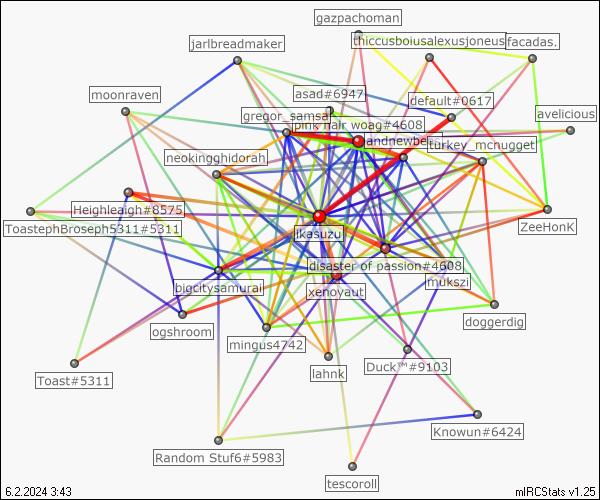 gazpachoman
thiccsboiusalexusjoneus
facadas.
jarlbreadmaker
moonraven
asad#6947
default#0617
gregor_samsa
pink hair woag#4608
avelicious
andnewbe
turkey_mcnugget
neokingghidorah
Heighleaigh#8575
ToastephBroseph5311#5311
jkasuzu
ZeeHonK
disaster of passion#4608
mukszi
bigcitysamurai
xenoyaut
doggerdig
ogshroom
mingus4742
lahnk
Duck™#9103
Toast#5311
Knowun#6424
Random Stuf6#5983
tescoroll
6.2.2024 3:43
mIRCStats v1.25